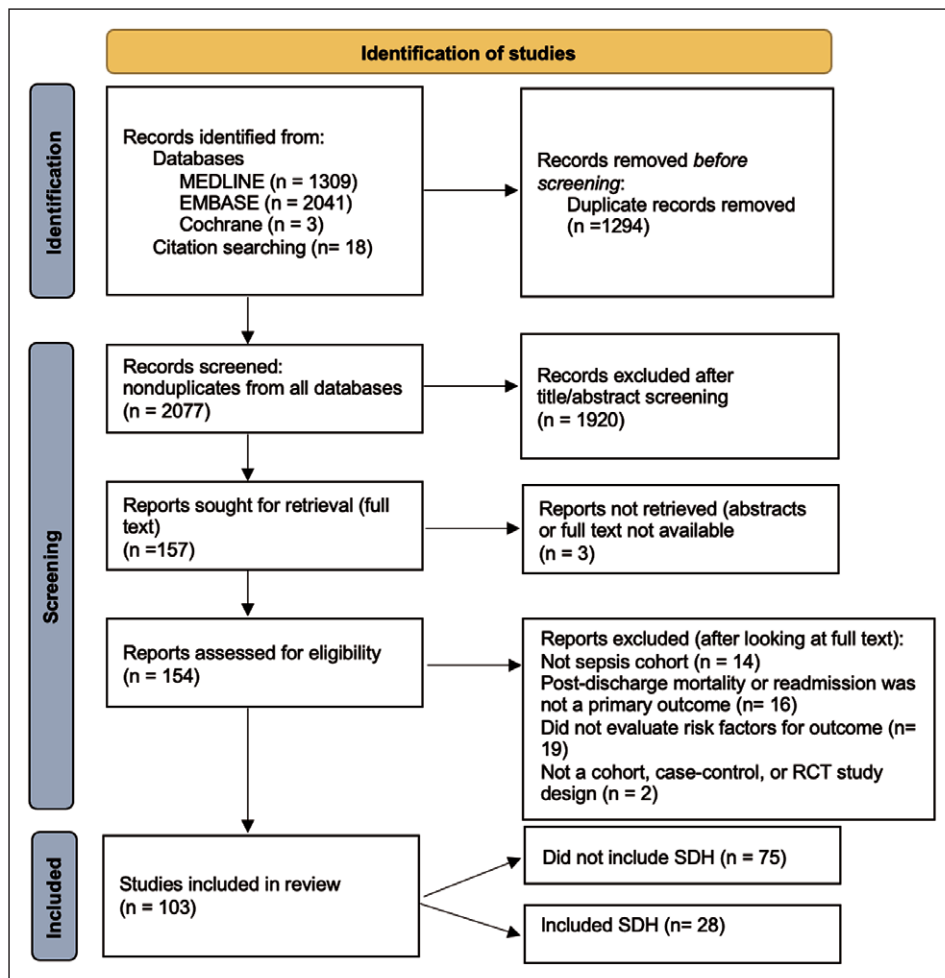 Identification of studies
Identification
Records identified from:
Databases
MEDLINE (n = 1309)
EMBASE (n = 2041)
Cochrane (n = 3)
Citation searching (n= 18)
Records removed before
screening:
Duplicate records removed
(n =1294)
Screening
Records screened:
nonduplicates from all databases
(n = 2077)
Records excluded after
title/abstract screening
(n = 1920)
Reports sought for retrieval (full
text)
(n =157)
Reports not retrieved (abstracts
or full text not available
(n = 3)
Reports assessed for eligibility
(n = 154)
Reports excluded (after looking at full text):
Not sepsis cohort (n = 14)
Post-discharge mortality or readmission was
not a primary outcome (n= 16)
Did not evaluate risk factors for outcome (n=
19)
Not a cohort, case-control, or RCT study
design (n = 2)
Included
Studies included in review
(n = 103)
Did not include SDH (n = 75)
Included SDH (n= 28)